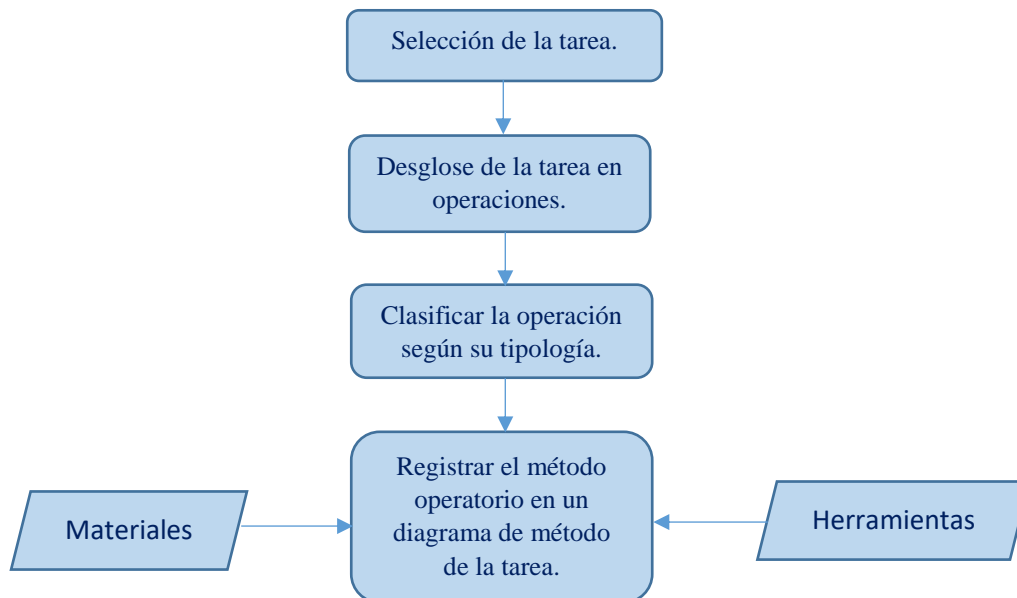 Selección de la tarea.
Desglose de la tarea en
operaciones.
Clasificar la operación
según su tipología.
Registrar el método
operatorio en un
diagrama de método
de la tarea.
Materiales
Herramientas